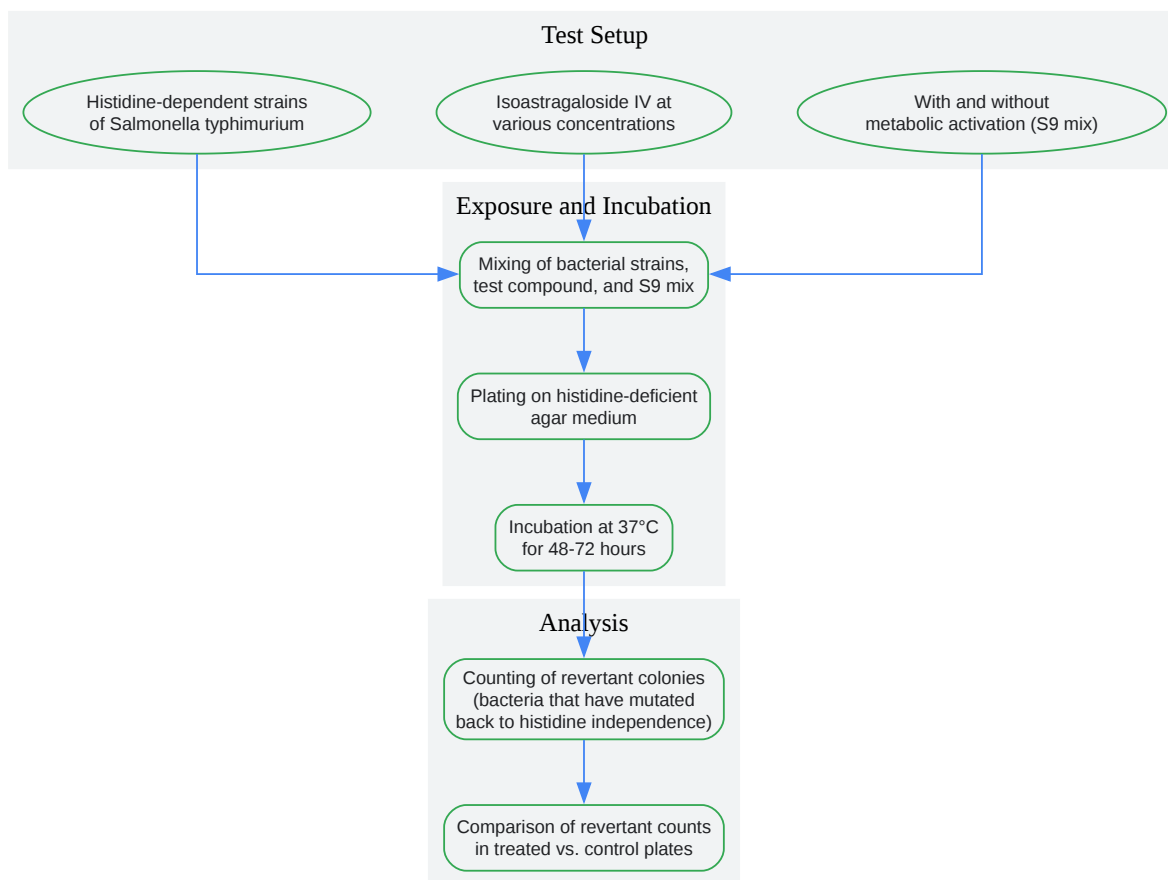 Test Setup
Histidine-dependent strains
of Salmonella typhimurium
Isoastragaloside IV at
various concentrations
With and without
metabolic activation (S9 mix)
Exposure and Incubation
Mixing of bacterial strains,
test compound, and S9 mix
Plating on histidine-deficient
agar medium
Incubation at 37°C
for 48-72 hours
Analysis
Counting of revertant colonies
(bacteria that have mutated
back to histidine independence)
Comparison of revertant counts
in treated vs. control plates